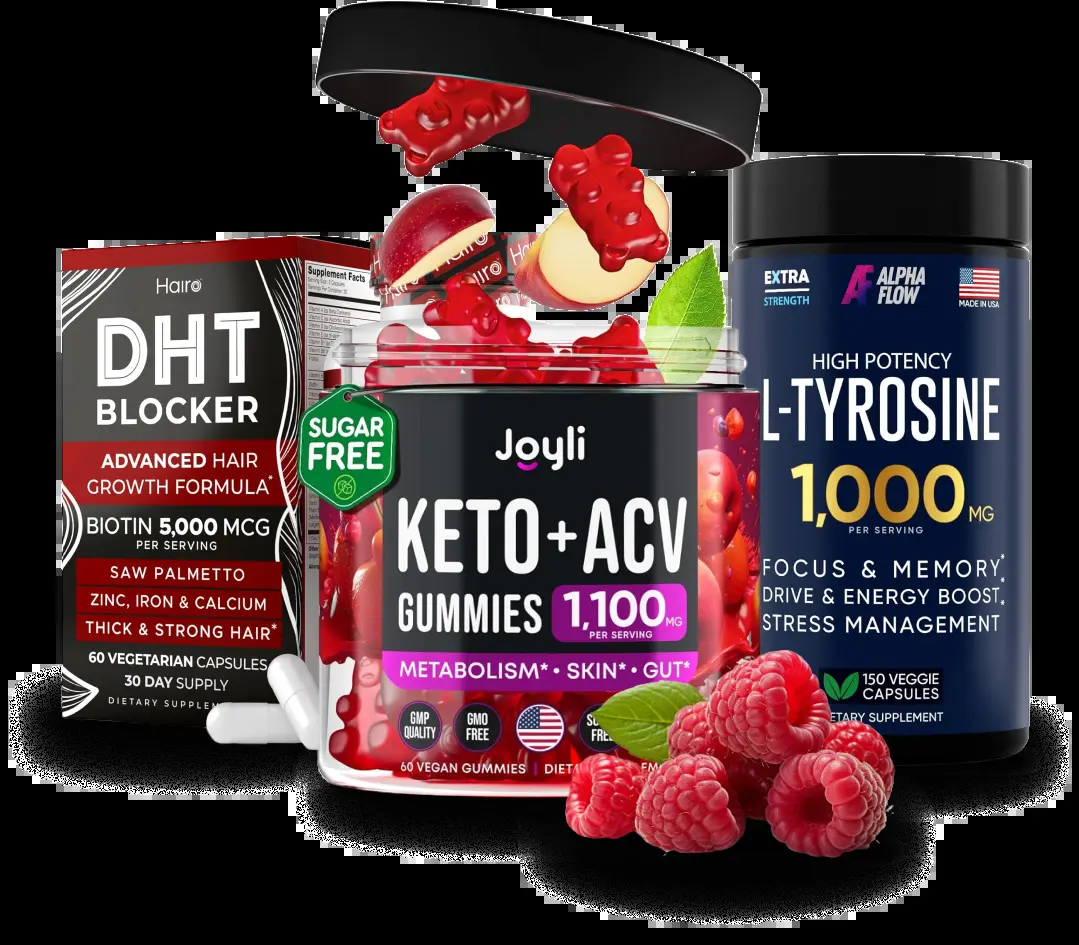 Hairo
DHT
BLOCKER
ADVANCED HAIR
GROWTH FORMULA*
BIOTIN 5,000 MCG
PER SERVING
SAW PALMETTO
ZINC, IRON & CALCIUM
THICK & STRONG HAIR*
60 VEGETARIAN CAPSULES
30 DAY SUPPLY
DIETARY
Supplement Facts
Hairo
SUGAR
FREE
Joyli
KETO+ACV
GUMMIES 1,100 MG
PER SERVING
METABOLISM* • SKIN* • GUT*
GMP
QUALITY
GMO
FREE
60 VEGAN GUMMIES
EXTRA
STRENGTH
ALPHA
FLOW
MADE IN USA
HIGH POTENCY
L-TYROSINE
1,000 MG
PER SERVING
FOCUS & MEMORY*
DRIVE & ENERGY BOOST*
STRESS MANAGEMENT
150 VEGGIE
CAPSULES
SUPPLEMENT